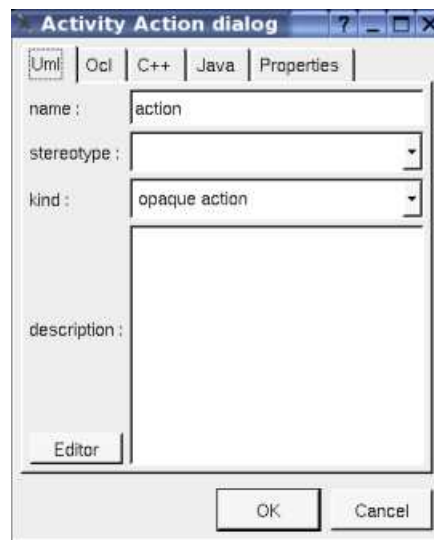 Activity Action dialog
Uml Ocl C++ Java Properties
name : action
stereotype :
kind : opaque action
description :
Editor
OK Cancel